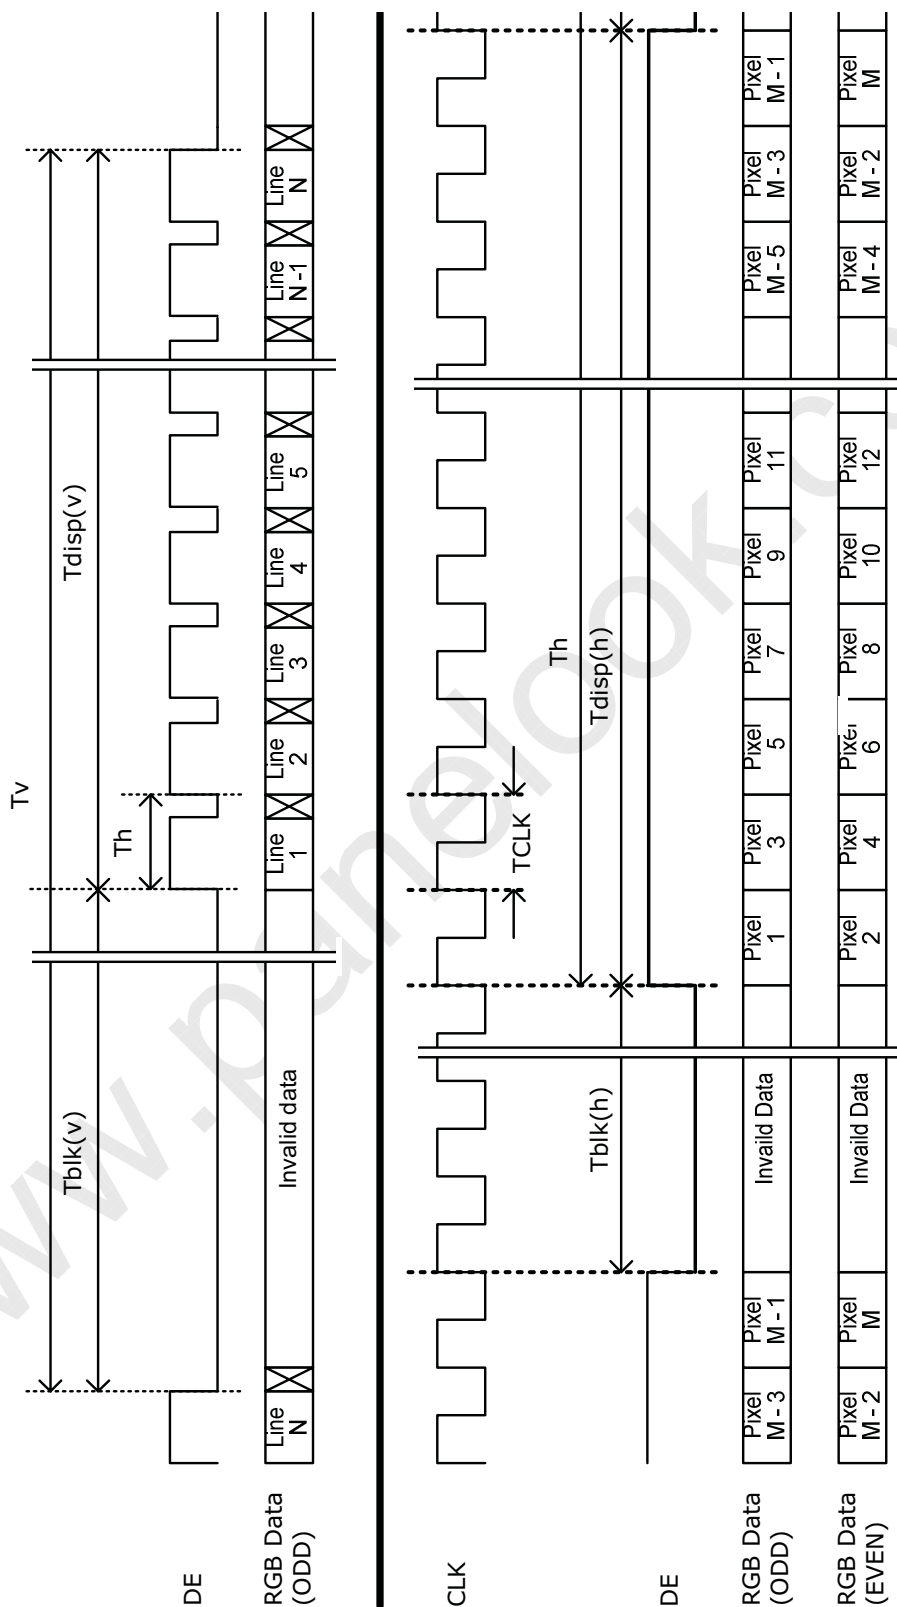 Tv
Tblk(v)
Tdisp(v)
Th
DE
RGB Data
(ODD)
Line
N
Invalid data
Line
1
Line
2
Line
3
Line
4
Line
5
Line
N-1
Line
N
CLK
TCLK
Th
Tblk(h)
Tdisp(h)
DE
RGB Data
(ODD)
Pixel
M - 3
Pixel
M - 1
Invaild Data
Pixel
1
Pixel
3
Pixel
5
Pixel
7
Pixel
9
Pixel
11
Pixel
M - 5
Pixel
M - 3
Pixel
M - 1
RGB Data
(EVEN)
Pixel
M - 2
Pixel
M
Invaild Data
Pixel
2
Pixel
4
Pixel
6
Pixel
8
Pixel
10
Pixel
12
Pixel
M - 4
Pixel
M - 2
Pixel
M
ww.panelook.c